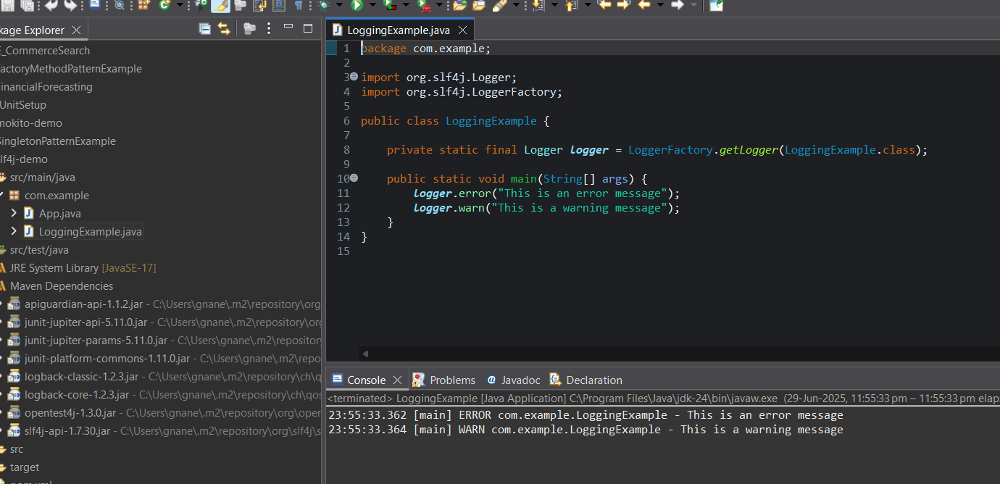 kage Explorer
E_CommerceSearch
actoryMethodPatternExample
inancialForecasting
UnitSetup
mokito-demo
SingletonPatternExample
lf4j-demo
src/main/java
com.example
App.java
LoggingExample.java
src/test/java
JRE System Library [JavaSE-17]
Maven Dependencies
apiguardian-api-1.1.2.jar - C:\Users\gnane\.m2\repository\org
junit-jupiter-api-5.11.0.jar - C:\Users\gnane\.m2\repository\org
junit-jupiter-params-5.11.0.jar - C:\Users\gnane\.m2\repository
junit-platform-commons-1.11.0.jar - C:\Users\gnane\.m2\repo
logback-classic-1.2.3.jar - C:\Users\gnane\.m2\repository\ch\q
logback-core-1.2.3.jar - C:\Users\gnane\.m2\repository\ch\qos
opentest4j-1.3.0.jar - C:\Users\gnane\.m2\repository\org\oper
slf4j-api-1.7.30.jar - C:\Users\gnane\.m2\repository\org\slf4j\s
src
target
LoggingExample.java
1 package com.example;
2
3 import org.slf4j.Logger;
4 import org.slf4j.LoggerFactory;
5
6 public class LoggingExample {
7
8 private static final Logger logger = LoggerFactory.getLogger(LoggingExample.class);
9
10 public static void main(String[] args) {
11 logger.error("This is an error message");
12 logger.warn("This is a warning message");
13 }
14 }
15
Console Problems @ Javadoc Declaration
<terminated> LoggingExample [Java Application] C:\Program Files\Java\jdk-24\bin\javaw.exe (29-Jun-2025, 11:55:33 pm – 11:55:33 pm elaps
23:55:33.362 [main] ERROR com.example.LoggingExample - This is an error message
23:55:33.364 [main] WARN com.example.LoggingExample - This is a warning message